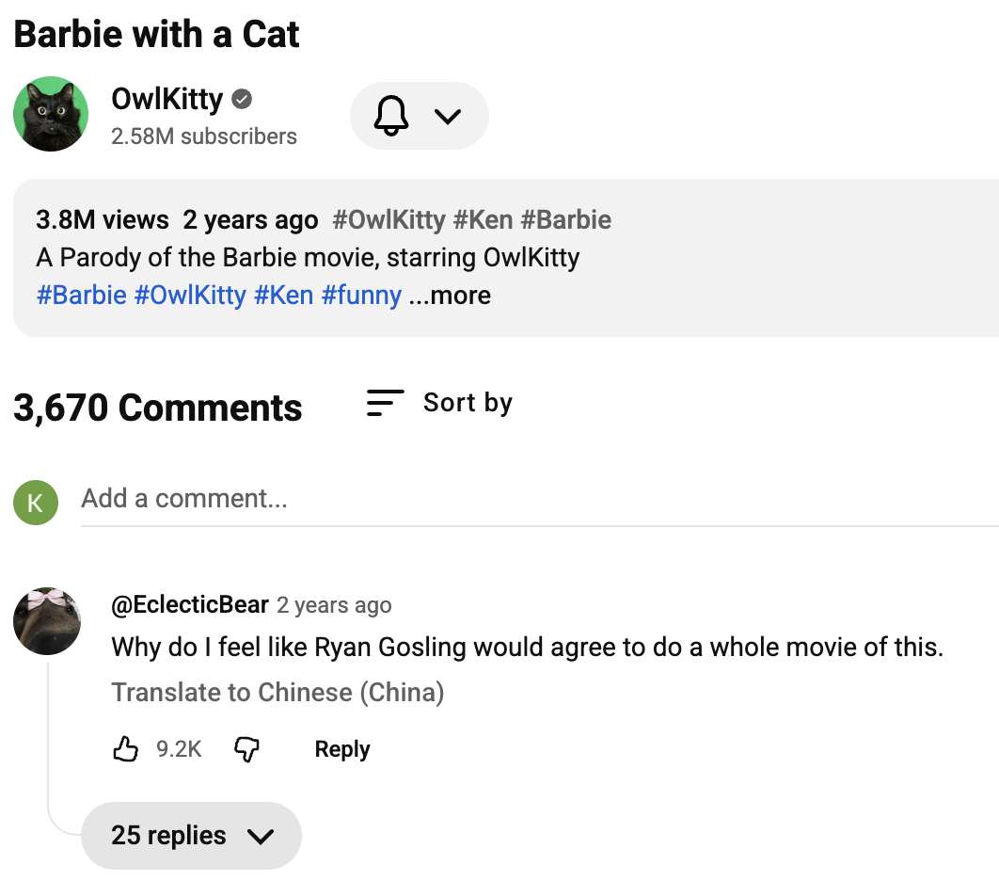 Barbie with a Cat
OwlKitty
2.58M subscribers
3.8M views 2 years ago #OwlKitty #Ken #Barbie
A Parody of the Barbie movie, starring OwlKitty
#Barbie #OwlKitty #Ken #funny ...more
3,670 Comments
Sort by
K
Add a comment...
@EclecticBear 2 years ago
Why do I feel like Ryan Gosling would agree to do a whole movie of this.
Translate to Chinese (China)
9.2K
Reply
25 replies